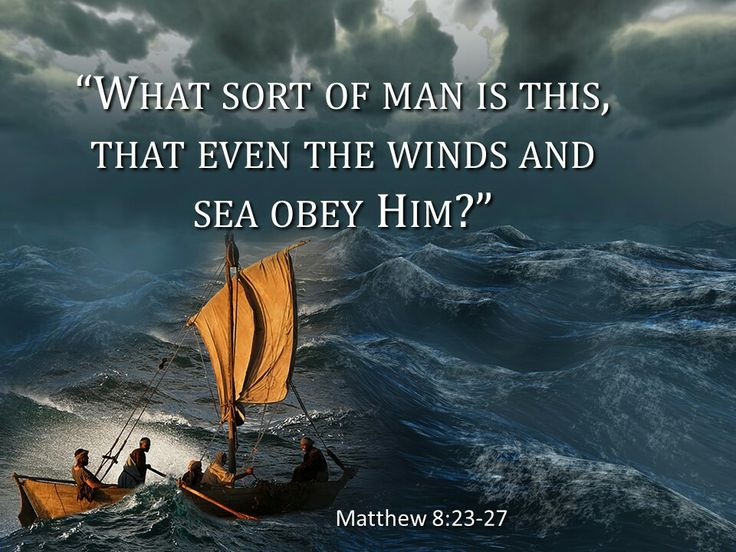 “What sort of man is this,
that even the winds and
sea obey Him?”
Matthew 8:23-27